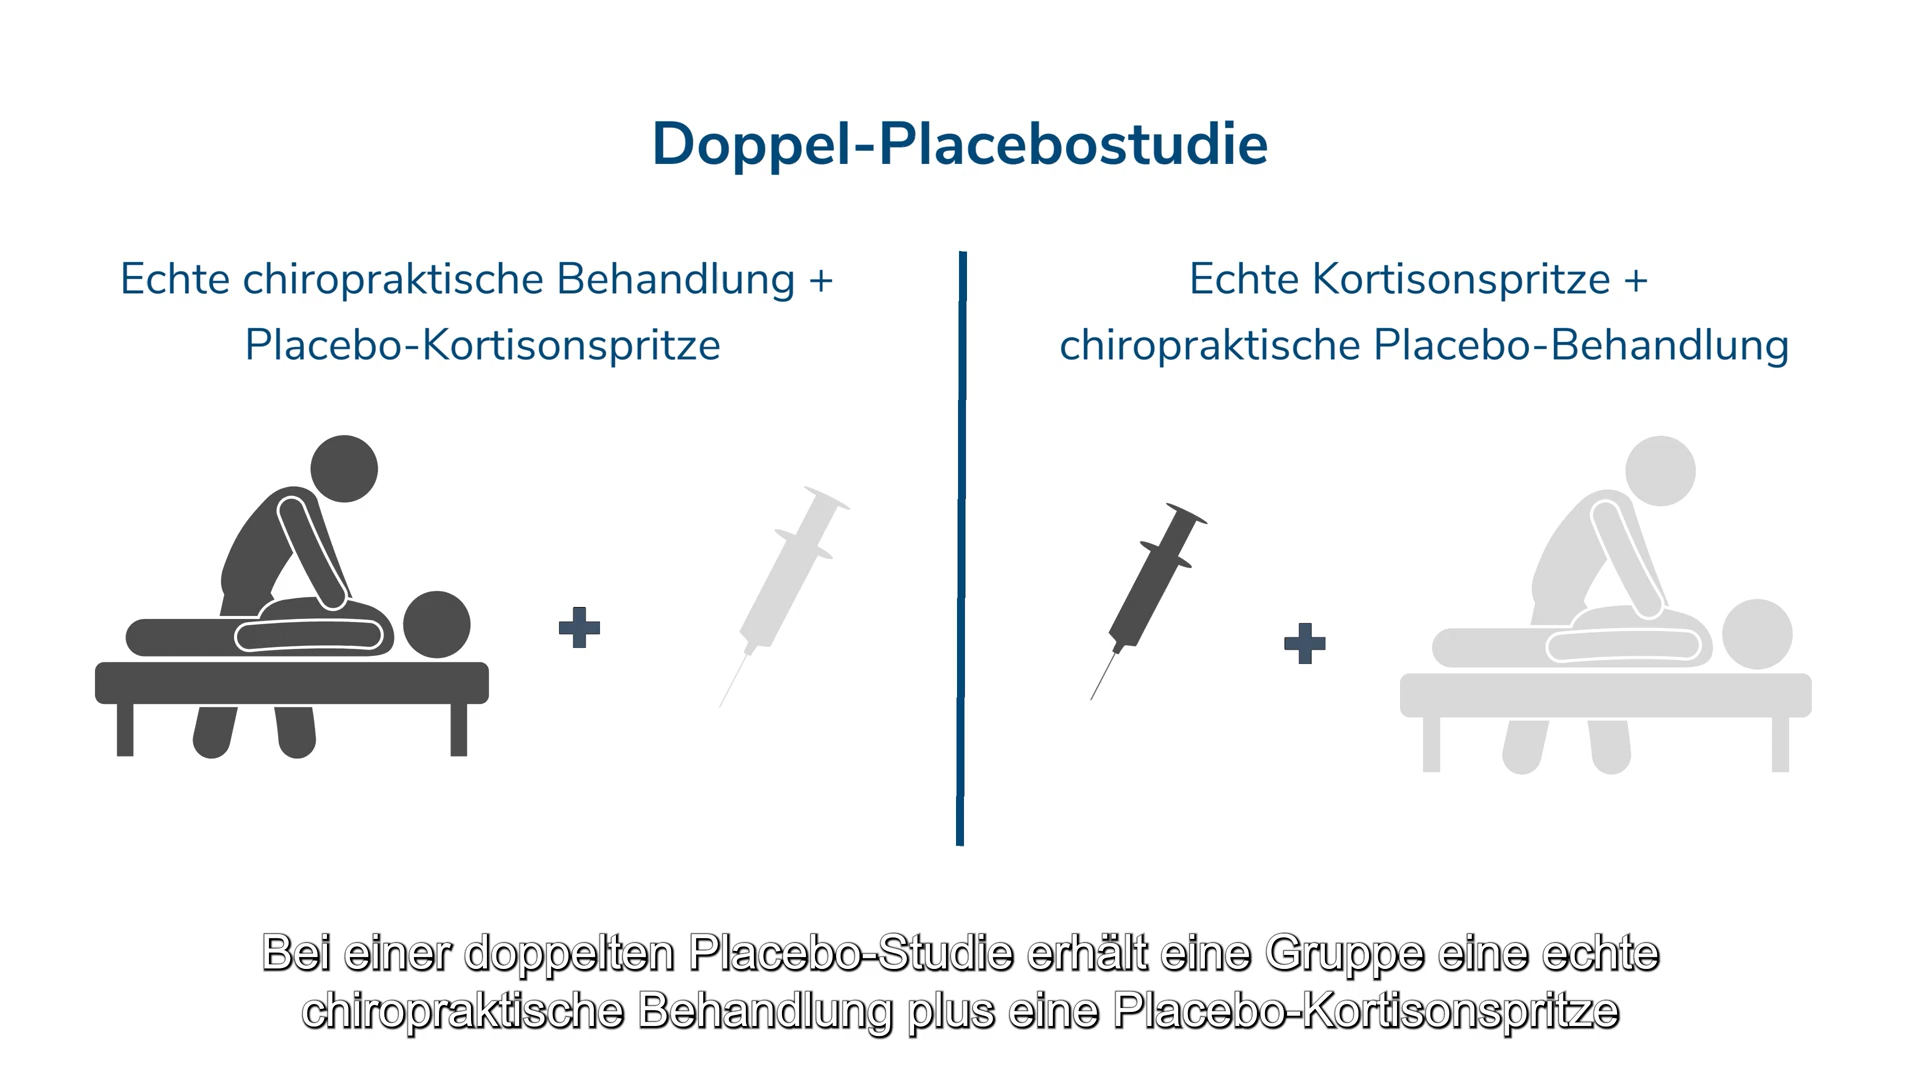 Doppel-Placebostudie
Echte chiropraktische Behandlung +
Placebo-Kortisonspritze
Echte Kortisonspritze +
chiropraktische Placebo-Behandlung
Bei einer doppelten Placebo-Studie erhält eine Gruppe eine echte
chiropraktische Behandlung plus eine Placebo-Kortisonspritze